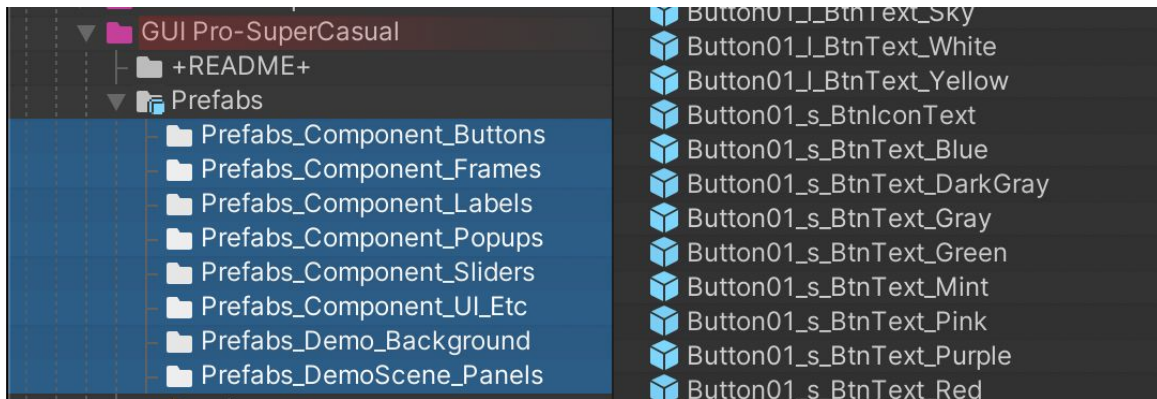 GUI Pro-SuperCasual
+README+
Prefabs
Prefabs_Component_Buttons
Prefabs_Component_Frames
Prefabs_Component_Labels
Prefabs_Component_Popups
Prefabs_Component_Sliders
Prefabs_Component_UI_Etc
Prefabs_Demo_Background
Prefabs_DemoScene_Panels
Button01_l_BtnText_Sky
Button01_l_BtnText_White
Button01_l_BtnText_Yellow
Button01_s_BtnIconText
Button01_s_BtnText_Blue
Button01_s_BtnText_DarkGray
Button01_s_BtnText_Gray
Button01_s_BtnText_Green
Button01_s_BtnText_Mint
Button01_s_BtnText_Pink
Button01_s_BtnText_Purple
Button01_s_BtnText_Red